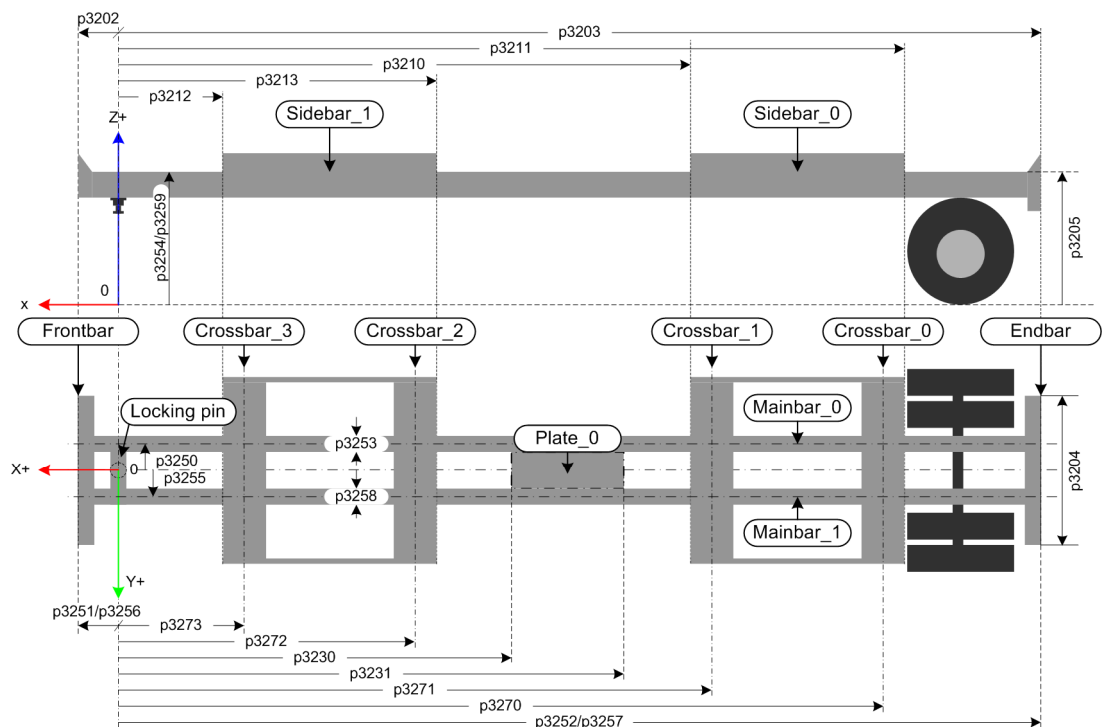 p3202
p3203
p3211
p3210
p3213
p3212
Sidebar_1
Sidebar_0
Z+
p3254/p3259
p3205
0
x
Frontbar
Crossbar_3
Crossbar_2
Crossbar_1
Crossbar_0
Endbar
Locking pin
Mainbar_0
p3253
Plate_0
p3250
X+
0
p3255
p3204
p3258
Mainbar_1
Y+
p3251/p3256
p3273
p3272
p3230
p3231
p3271
p3270
p3252/p3257